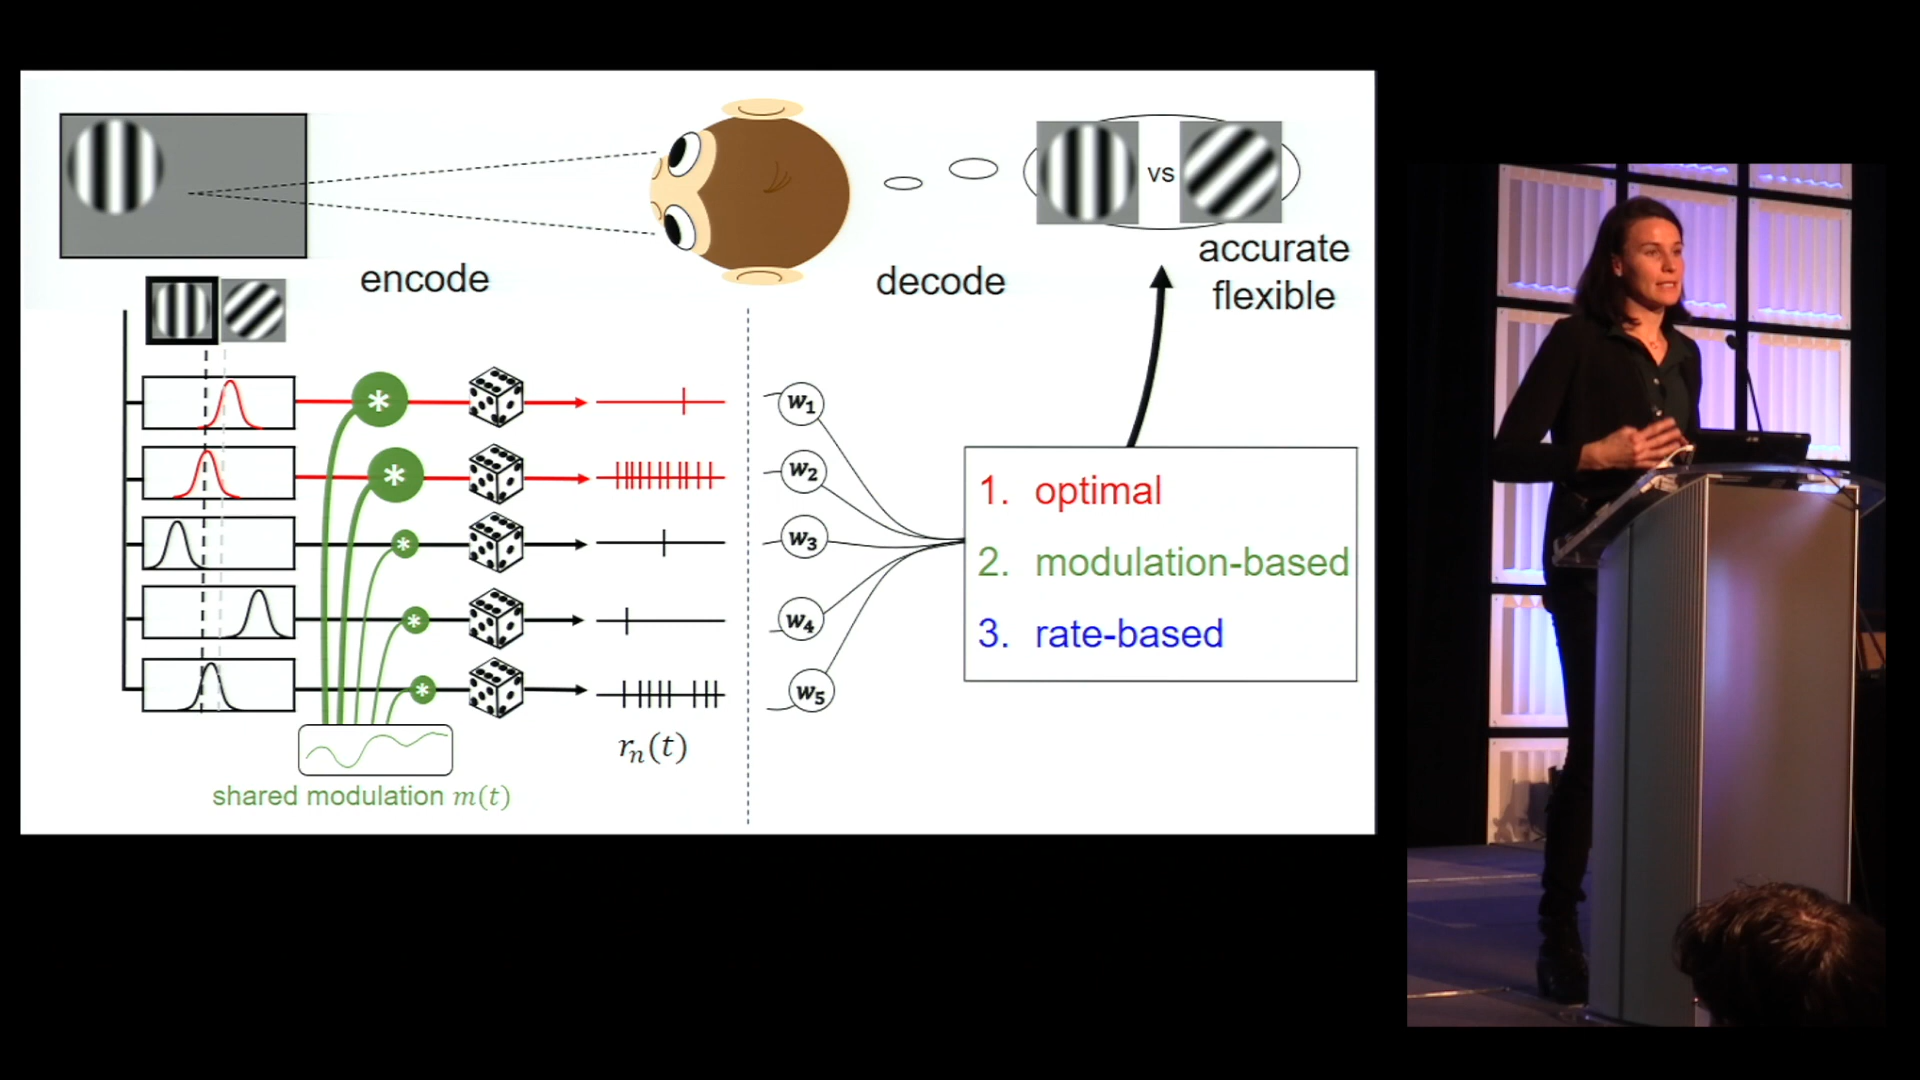 vs
accurate
flexible
encode
decode
*
*
*
*
*
w₁
w₂
w₃
w₄
w₅
rₙ(t)
shared modulation m(t)
1. optimal
2. modulation-based
3. rate-based